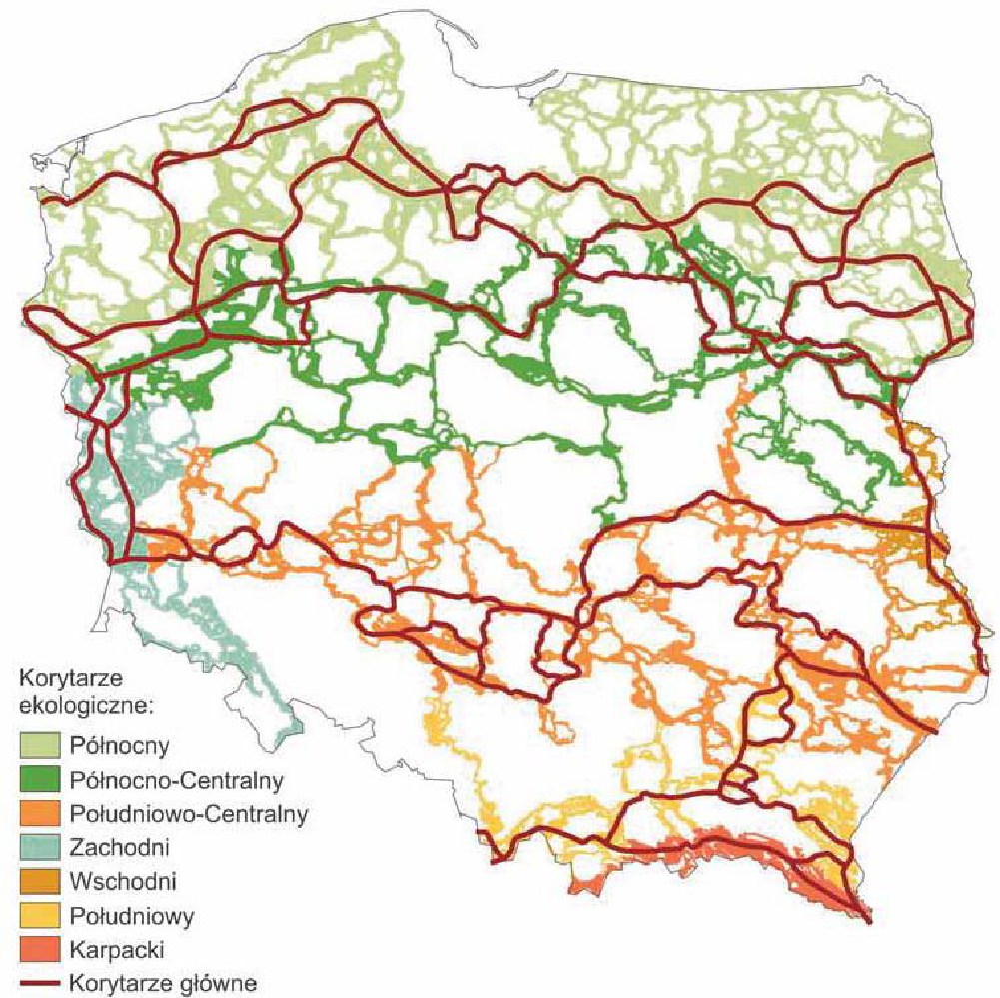 Korytarze
ekologiczne:
Północny
Północno-Centralny
Południowo-Centralny
Zachodni
Wschodni
Południowy
Karpacki
Korytarze główne